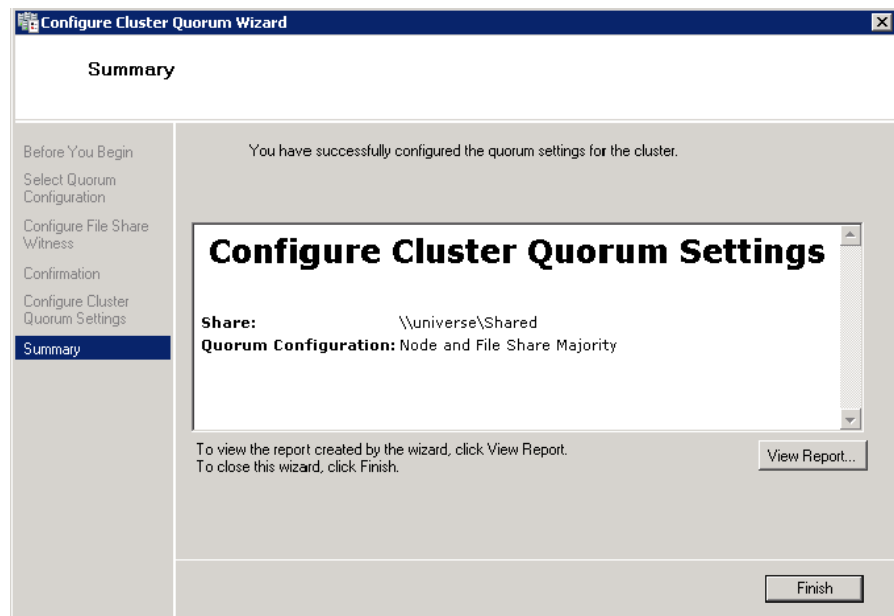 Configure Cluster Quorum Wizard
Summary
Before You Begin
Select Quorum
Configuration
Configure File Share
Witness
Confirmation
Configure Cluster
Quorum Settings
Summary
You have successfully configured the quorum settings for the cluster.
Configure Cluster Quorum Settings
Share: \\universe\Shared
Quorum Configuration: Node and File Share Majority
To view the report created by the wizard, click View Report.
To close this wizard, click Finish.
View Report...
Finish